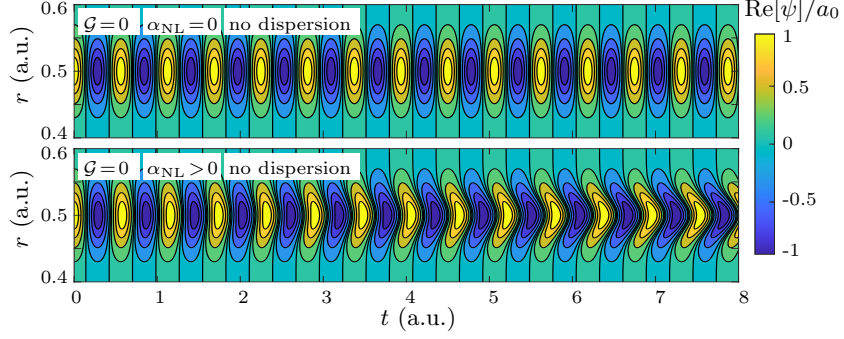 Re[ψ]/a₀
0.6
𝒢=0 α_NL=0 no dispersion
r (a.u.)
0.5
0.4
1
0.5
0
-0.5
-1
0.6
𝒢=0 α_NL>0 no dispersion
r (a.u.)
0.5
0.4
0 1 2 3 4 5 6 7 8
t (a.u.)